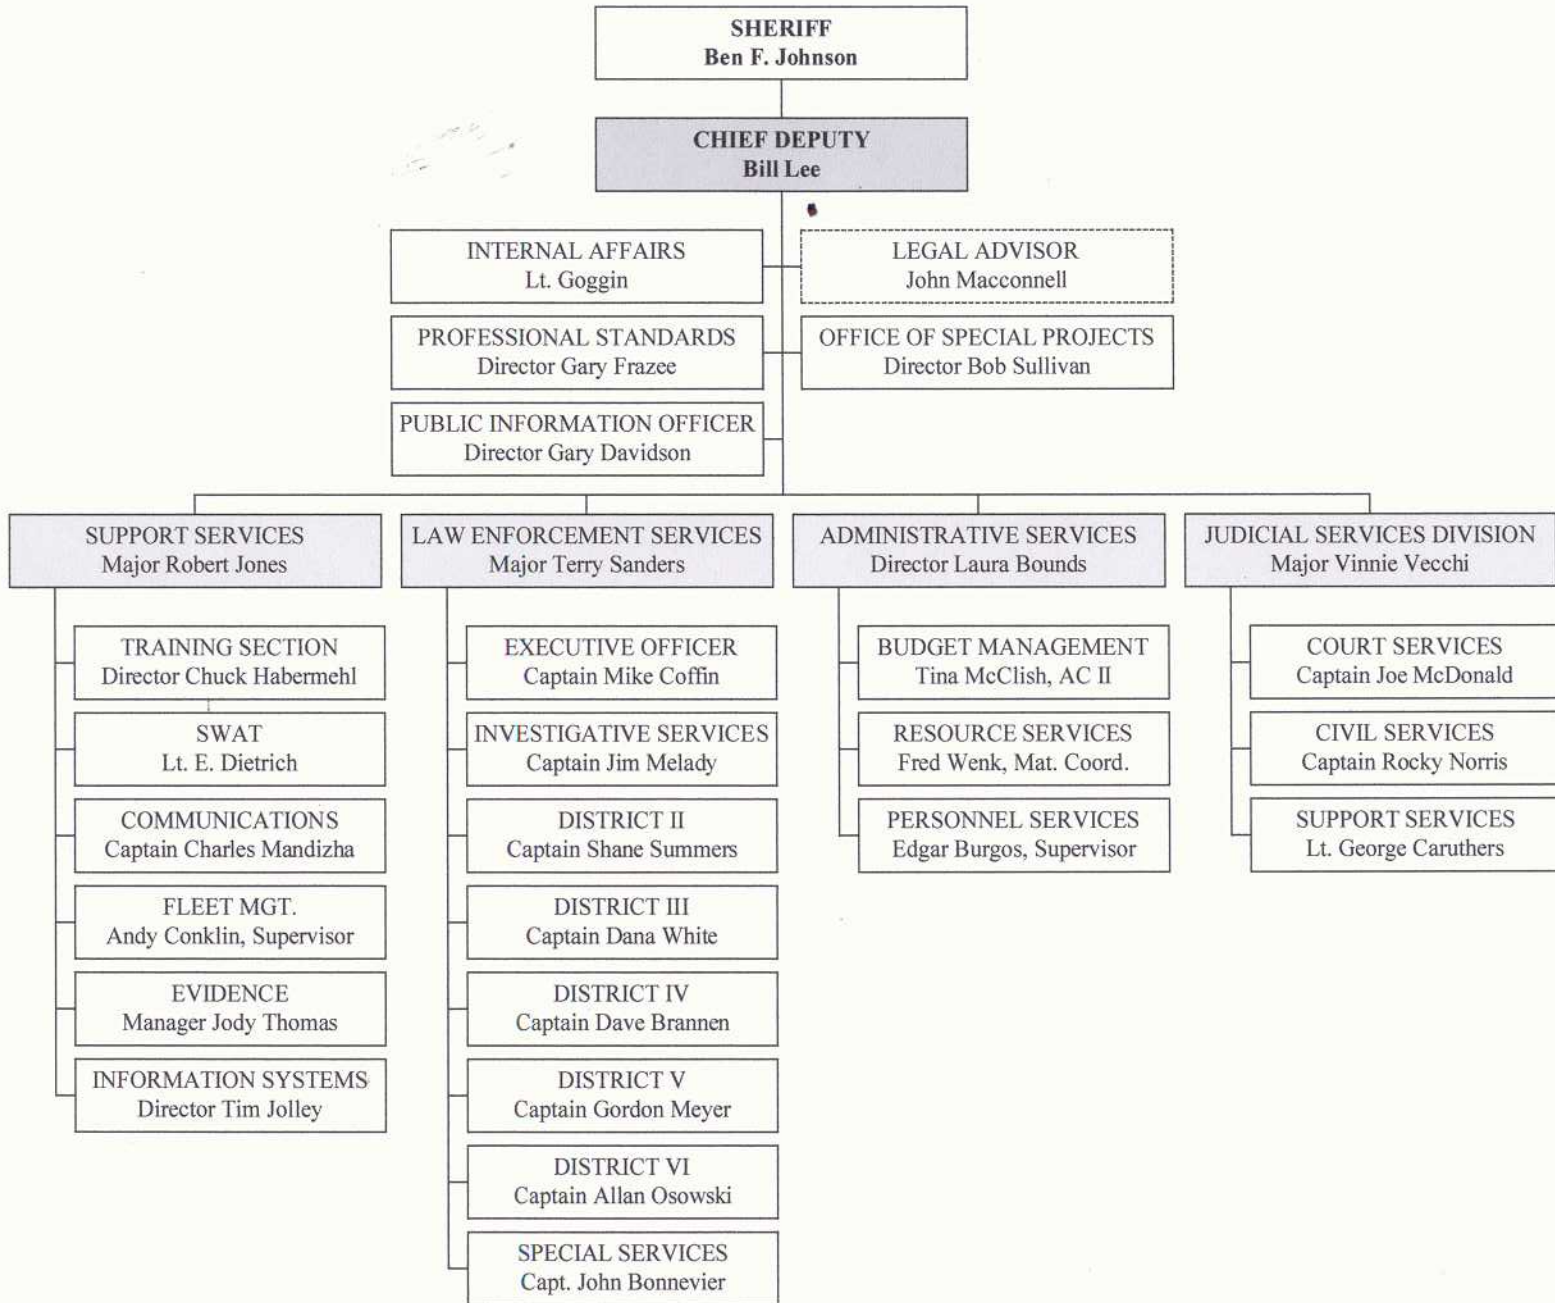 SHERIFF
Ben F. Johnson
CHIEF DEPUTY
Bill Lee
INTERNAL AFFAIRS
Lt. Goggin
LEGAL ADVISOR
John Macconnell
PROFESSIONAL STANDARDS
Director Gary Frazee
OFFICE OF SPECIAL PROJECTS
Director Bob Sullivan
PUBLIC INFORMATION OFFICER
Director Gary Davidson
SUPPORT SERVICES
Major Robert Jones
TRAINING SECTION
Director Chuck Habermehl
SWAT
Lt. E. Dietrich
COMMUNICATIONS
Captain Charles Mandizha
FLEET MGT.
Andy Conklin, Supervisor
EVIDENCE
Manager Jody Thomas
INFORMATION SYSTEMS
Director Tim Jolley
LAW ENFORCEMENT SERVICES
Major Terry Sanders
EXECUTIVE OFFICER
Captain Mike Coffin
INVESTIGATIVE SERVICES
Captain Jim Melady
DISTRICT II
Captain Shane Summers
DISTRICT III
Captain Dana White
DISTRICT IV
Captain Dave Brannen
DISTRICT V
Captain Gordon Meyer
DISTRICT VI
Captain Allan Osowski
SPECIAL SERVICES
Capt. John Bonnevier
ADMINISTRATIVE SERVICES
Director Laura Bounds
BUDGET MANAGEMENT
Tina McClish, AC II
RESOURCE SERVICES
Fred Wenk, Mat. Coord.
PERSONNEL SERVICES
Edgar Burgos, Supervisor
JUDICIAL SERVICES DIVISION
Major Vinnie Vecchi
COURT SERVICES
Captain Joe McDonald
CIVIL SERVICES
Captain Rocky Norris
SUPPORT SERVICES
Lt. George Caruthers